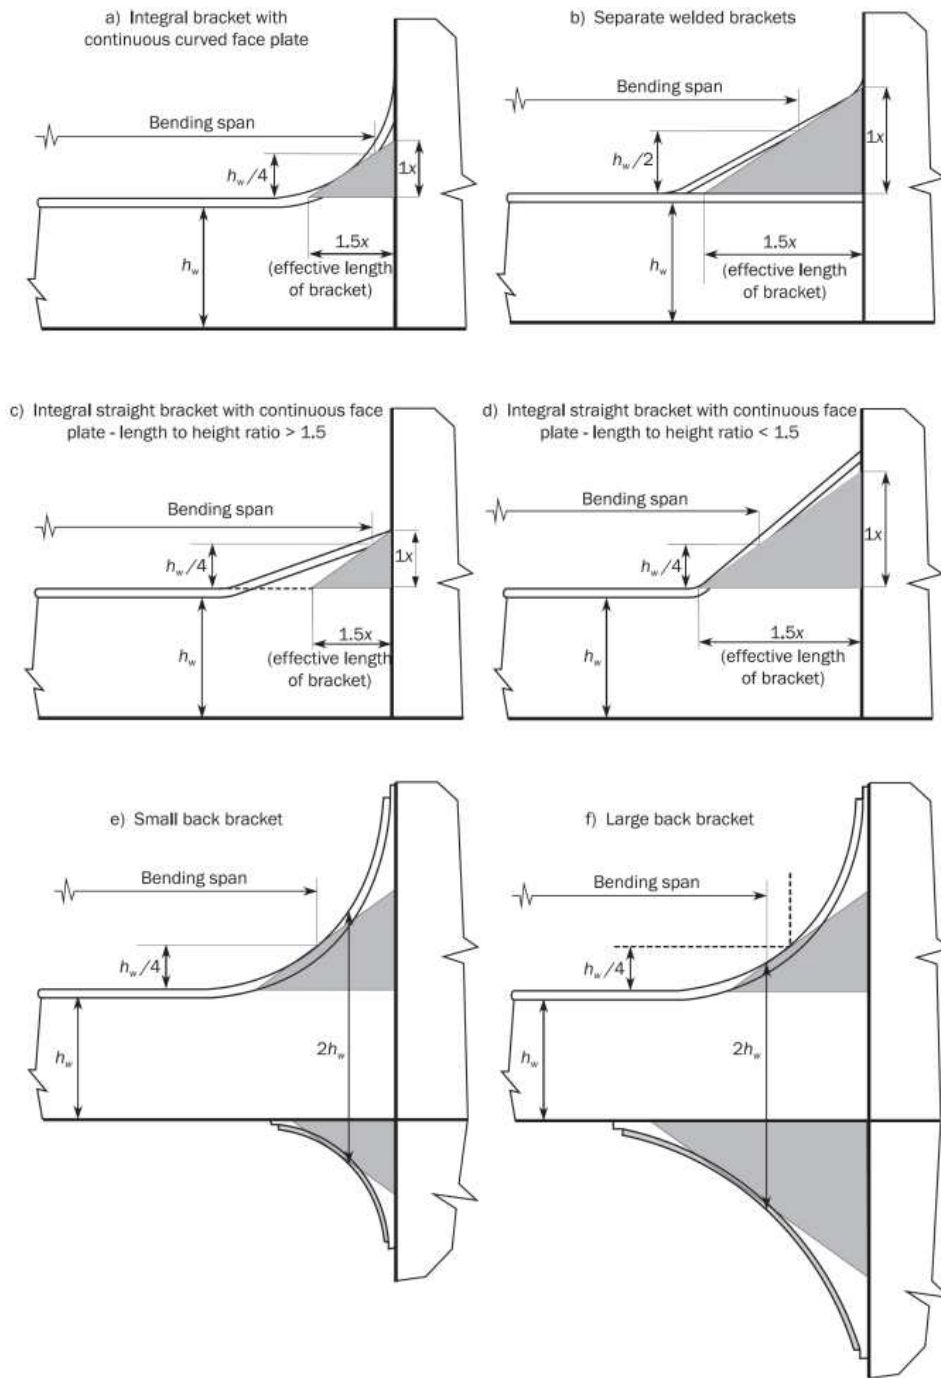 a) Integral bracket with
continuous curved face plate
Bending span
h_w/4
1x
1.5x
(effective length
of bracket)
h_w
b) Separate welded brackets
Bending span
h_w/2
1x
1.5x
(effective length
of bracket)
h_w
c) Integral straight bracket with continuous face
plate - length to height ratio > 1.5
Bending span
h_w/4
1x
1.5x
(effective length
of bracket)
h_w
d) Integral straight bracket with continuous face
plate - length to height ratio < 1.5
Bending span
h_w/4
1x
1.5x
(effective length
of bracket)
h_w
e) Small back bracket
Bending span
h_w/4
h_w
2h_w
f) Large back bracket
Bending span
h_w/4
h_w
2h_w